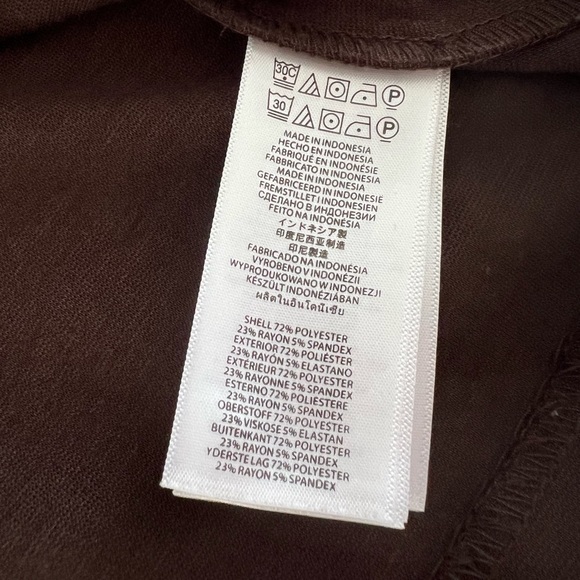 30C P
30 P
MADE IN INDONESIA
HECHO EN INDONESIA
FABRIQUÉ EN INDONÉSIE
FABBRICATO IN INDONESIA
MADE IN INDONESIA
GEFABRICEERD IN INDONESIE
FREMSTILLET I INDONESIEN
СДЕЛАНО В ИНДОНЕЗИИ
FEITO NA INDONÉSIA
インドネシア製
印度尼西亚制造
印尼製造
FABRICADO NA INDONÉSIA
VYROBENO V INDONÉZII
WYPRODUKOWANO W INDONEZJI
KÉSZÜLT INDONÉZIÁBAN
ผลิตในอินโดนีเซีย
SHELL 72% POLYESTER
23% RAYON 5% SPANDEX
EXTERIOR 72% POLIÉSTER
23% RAYÓN 5% ELASTANO
EXTÉRIEUR 72% POLYESTER
23% RAYONNE 5% SPANDEX
ESTERNO 72% POLIESTERE
23% RAYON 5% SPANDEX
OBERSTOFF 72% POLYESTER
23% VISKOSE 5% ELASTAN
BUITENKANT 72% POLYESTER
23% RAYON 5% SPANDEX
YDERSTE LAG 72% POLYESTER
23% RAYON 5% SPANDEX